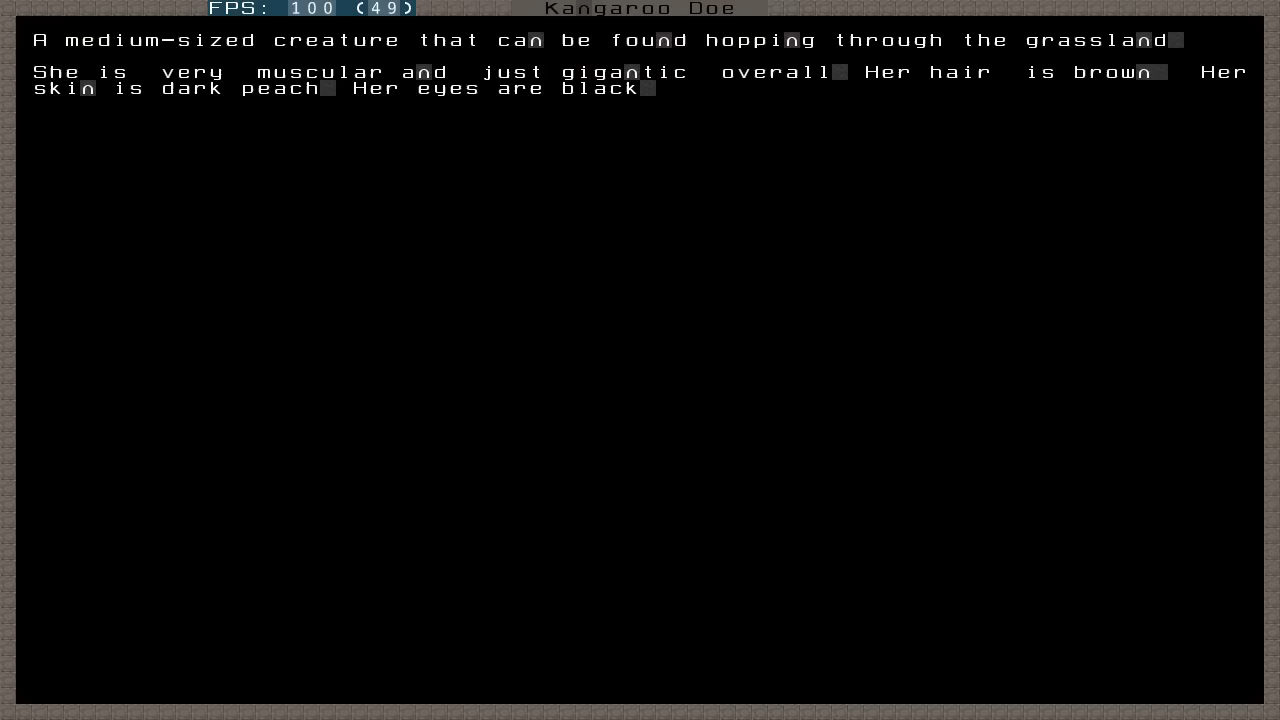 FPS: 100 (49)
Kangaroo Doe
A medium-sized creature that can be found hopping through the grassland.
She is very muscular and just gigantic overall. Her hair is brown. Her
skin is dark peach. Her eyes are black.